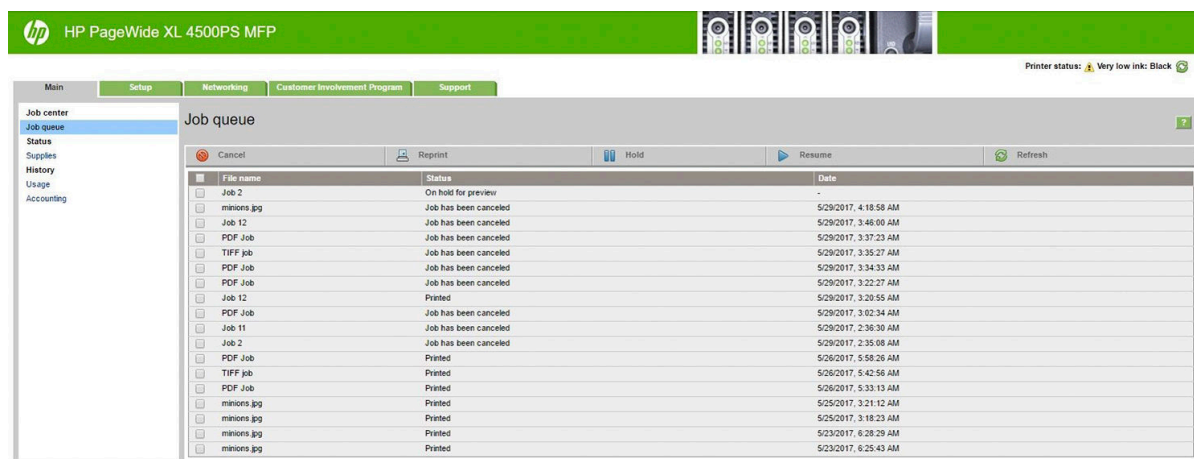 hp HP PageWide XL 4500PS MFP
Printer status: Very low ink: Black
Main Setup Networking Customer Involvement Program Support
Job center
Job queue
Status
Supplies
History
Usage
Accounting
Job queue
?
Cancel Reprint Hold Resume Refresh
File name Status Date
Job 2 On hold for preview -
minions.jpg Job has been canceled 5/29/2017, 4:18:58 AM
Job 12 Job has been canceled 5/29/2017, 3:46:00 AM
PDF Job Job has been canceled 5/29/2017, 3:37:23 AM
TIFF job Job has been canceled 5/29/2017, 3:35:27 AM
PDF Job Job has been canceled 5/29/2017, 3:34:33 AM
PDF Job Job has been canceled 5/29/2017, 3:22:27 AM
Job 12 Printed 5/29/2017, 3:20:55 AM
PDF Job Job has been canceled 5/29/2017, 3:02:34 AM
Job 11 Job has been canceled 5/29/2017, 2:36:30 AM
Job 2 Job has been canceled 5/29/2017, 2:35:08 AM
PDF Job Printed 5/26/2017, 5:58:26 AM
TIFF job Printed 5/26/2017, 5:42:56 AM
PDF Job Printed 5/26/2017, 5:33:13 AM
minions.jpg Printed 5/25/2017, 3:21:12 AM
minions.jpg Printed 5/25/2017, 3:18:23 AM
minions.jpg Printed 5/23/2017, 6:28:29 AM
minions.jpg Printed 5/23/2017, 6:25:43 AM